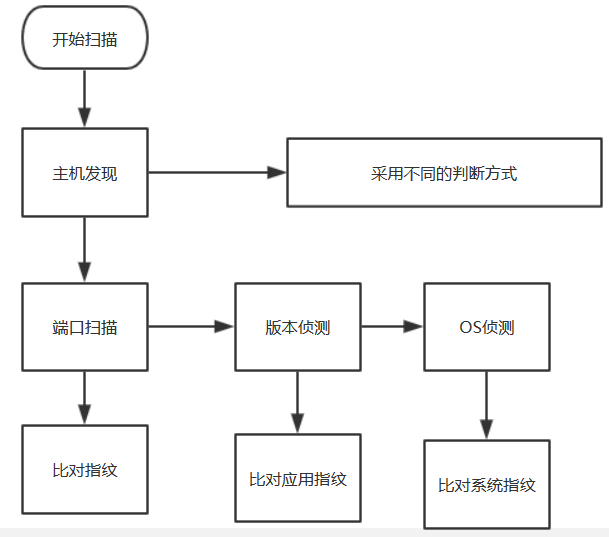 开始扫描
主机发现
采用不同的判断方式
端口扫描
版本侦测
OS侦测
比对指纹
比对应用指纹
比对系统指纹